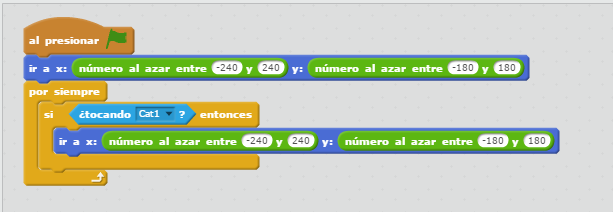 al presionar
ir a x: número al azar entre -240 y 240 y: número al azar entre -180 y 180
por siempre
si ¿tocando Cat1 ? entonces
ir a x: número al azar entre -240 y 240 y: número al azar entre -180 y 180